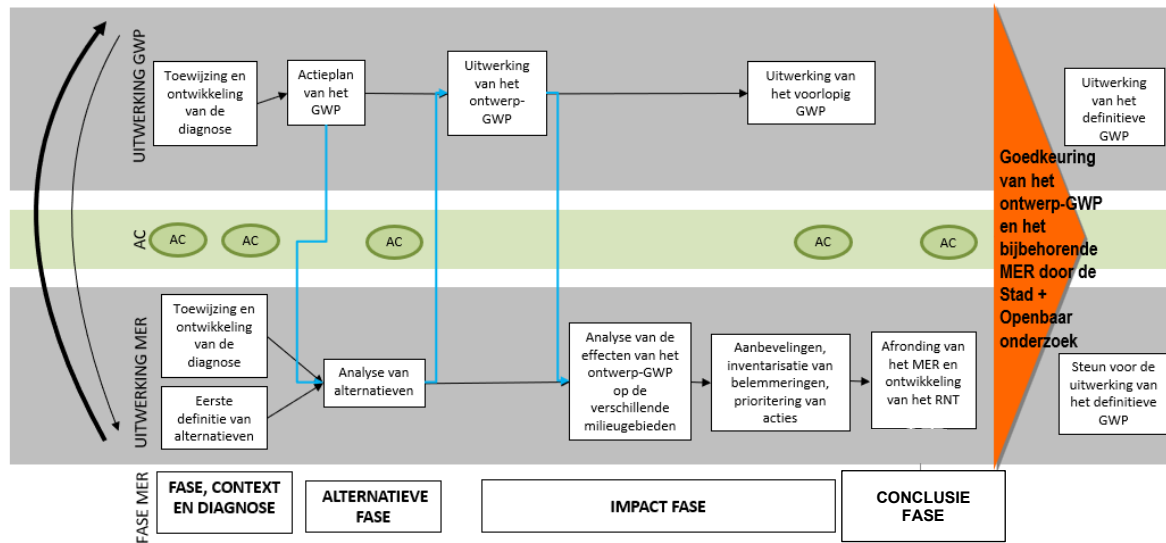 UITWERKING GWP
Toewijzing en
ontwikkeling
van de
diagnose
Actieplan
van het
GWP
Uitwerking
van het
ontwerp-
GWP
Uitwerking van
het voorlopig
GWP
Uitwerking
van het
definitieve
GWP
AC
AC
AC
AC
AC
AC
Goedkeuring
van het
ontwerp-GWP
en het
bijbehorende
MER door de
Stad +
Openbaar
onderzoek
UITWERKING MER
Toewijzing en
ontwikkeling
van de
diagnose
Eerste
definitie van
alternatieven
Analyse van
alternatieven
Analyse van de
effecten van het
ontwerp-GWP
op de
verschillende
milieugebieden
Aanbevelingen,
inventarisatie van
belemmeringen,
prioritering van
acties
Afronding van
het MER en
ontwikkeling
van het RNT
Steun voor de
uitwerking van
het definitieve
GWP
FASE MER
FASE, CONTEXT
EN DIAGNOSE
ALTERNATIEVE
FASE
IMPACT FASE
CONCLUSIE
FASE